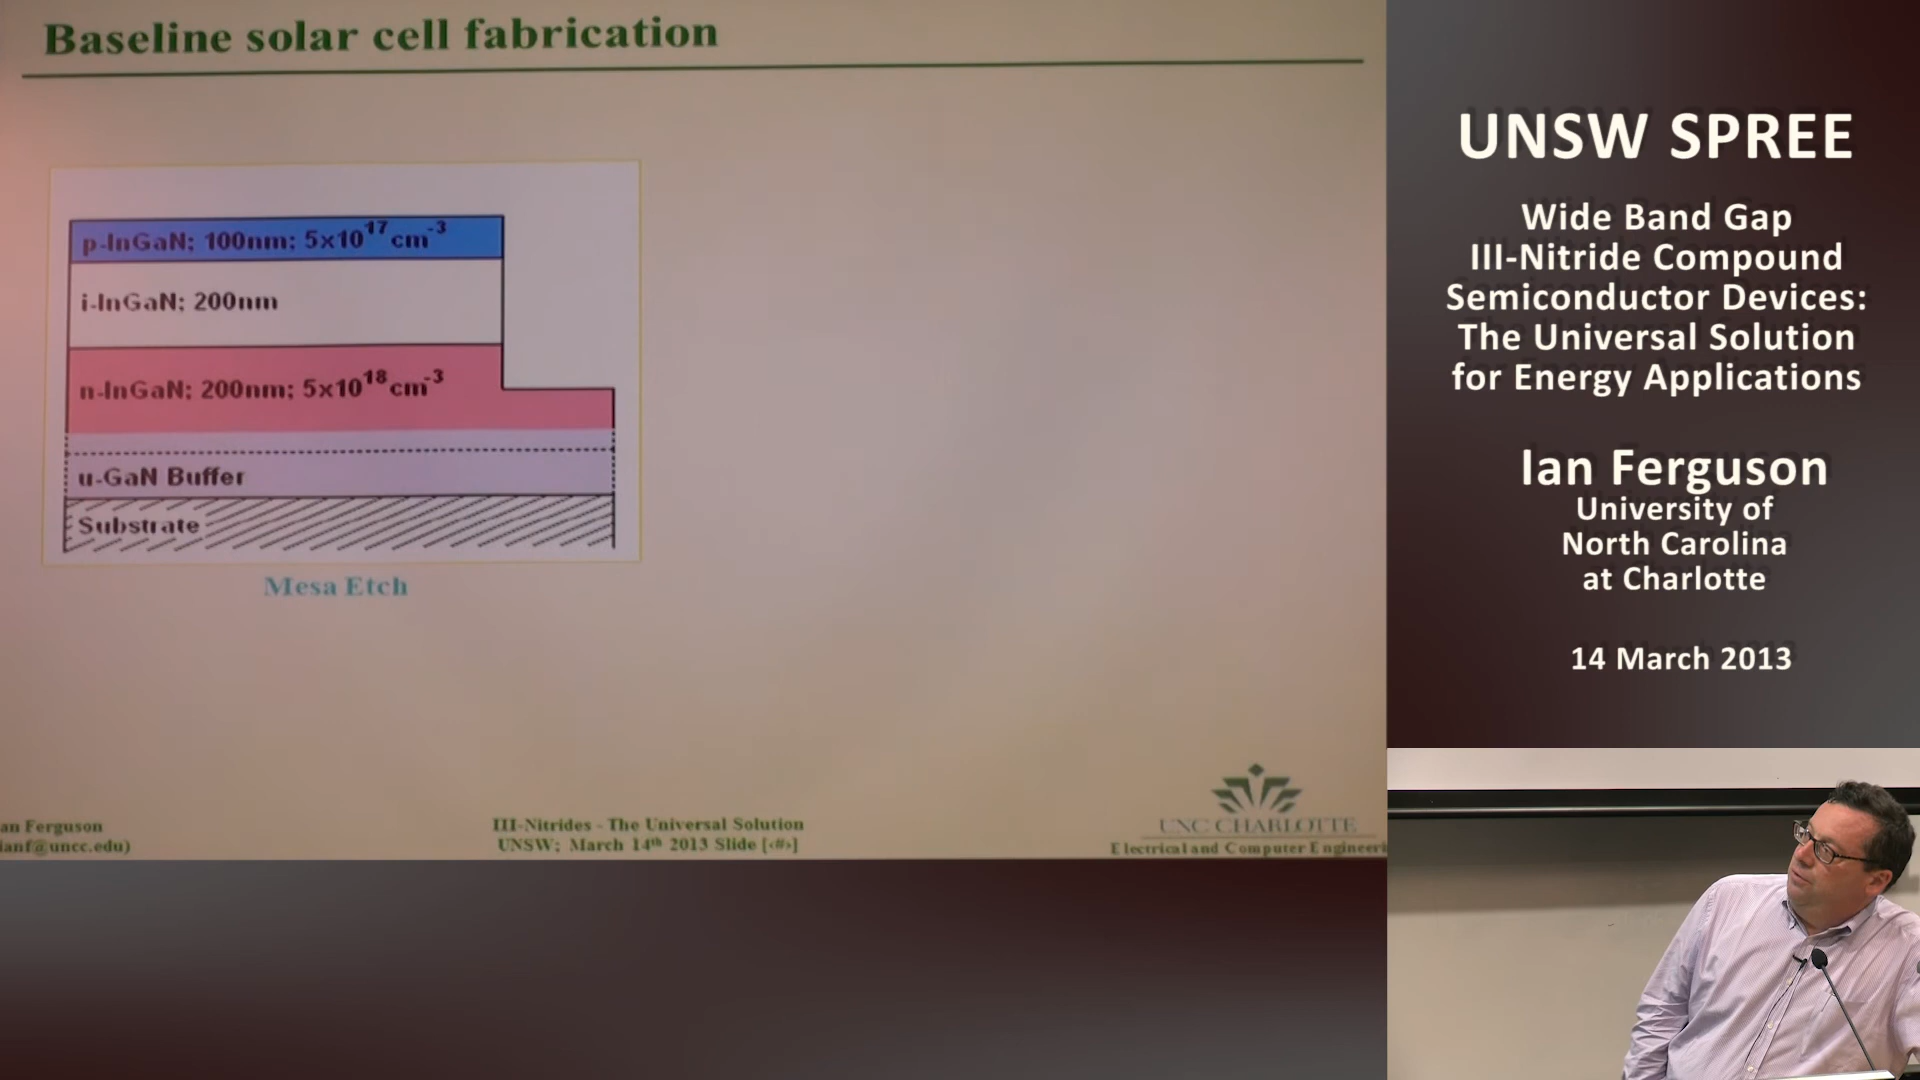 Baseline solar cell fabrication
p-InGaN; 100nm; 5x10¹⁷cm⁻³
i-InGaN; 200nm
n-InGaN; 200nm; 5x10¹⁸cm⁻³
u-GaN Buffer
Substrate
Mesa Etch
an Ferguson
ianf@uncc.edu)
III-Nitrides - The Universal Solution
UNSW; March 14ᵗʰ 2013 Slide [‹#›]
UNC CHARLOTTE
Electrical and Computer Engineeri
UNSW SPREE
Wide Band Gap
III-Nitride Compound
Semiconductor Devices:
The Universal Solution
for Energy Applications
Ian Ferguson
University of
North Carolina
at Charlotte
14 March 2013